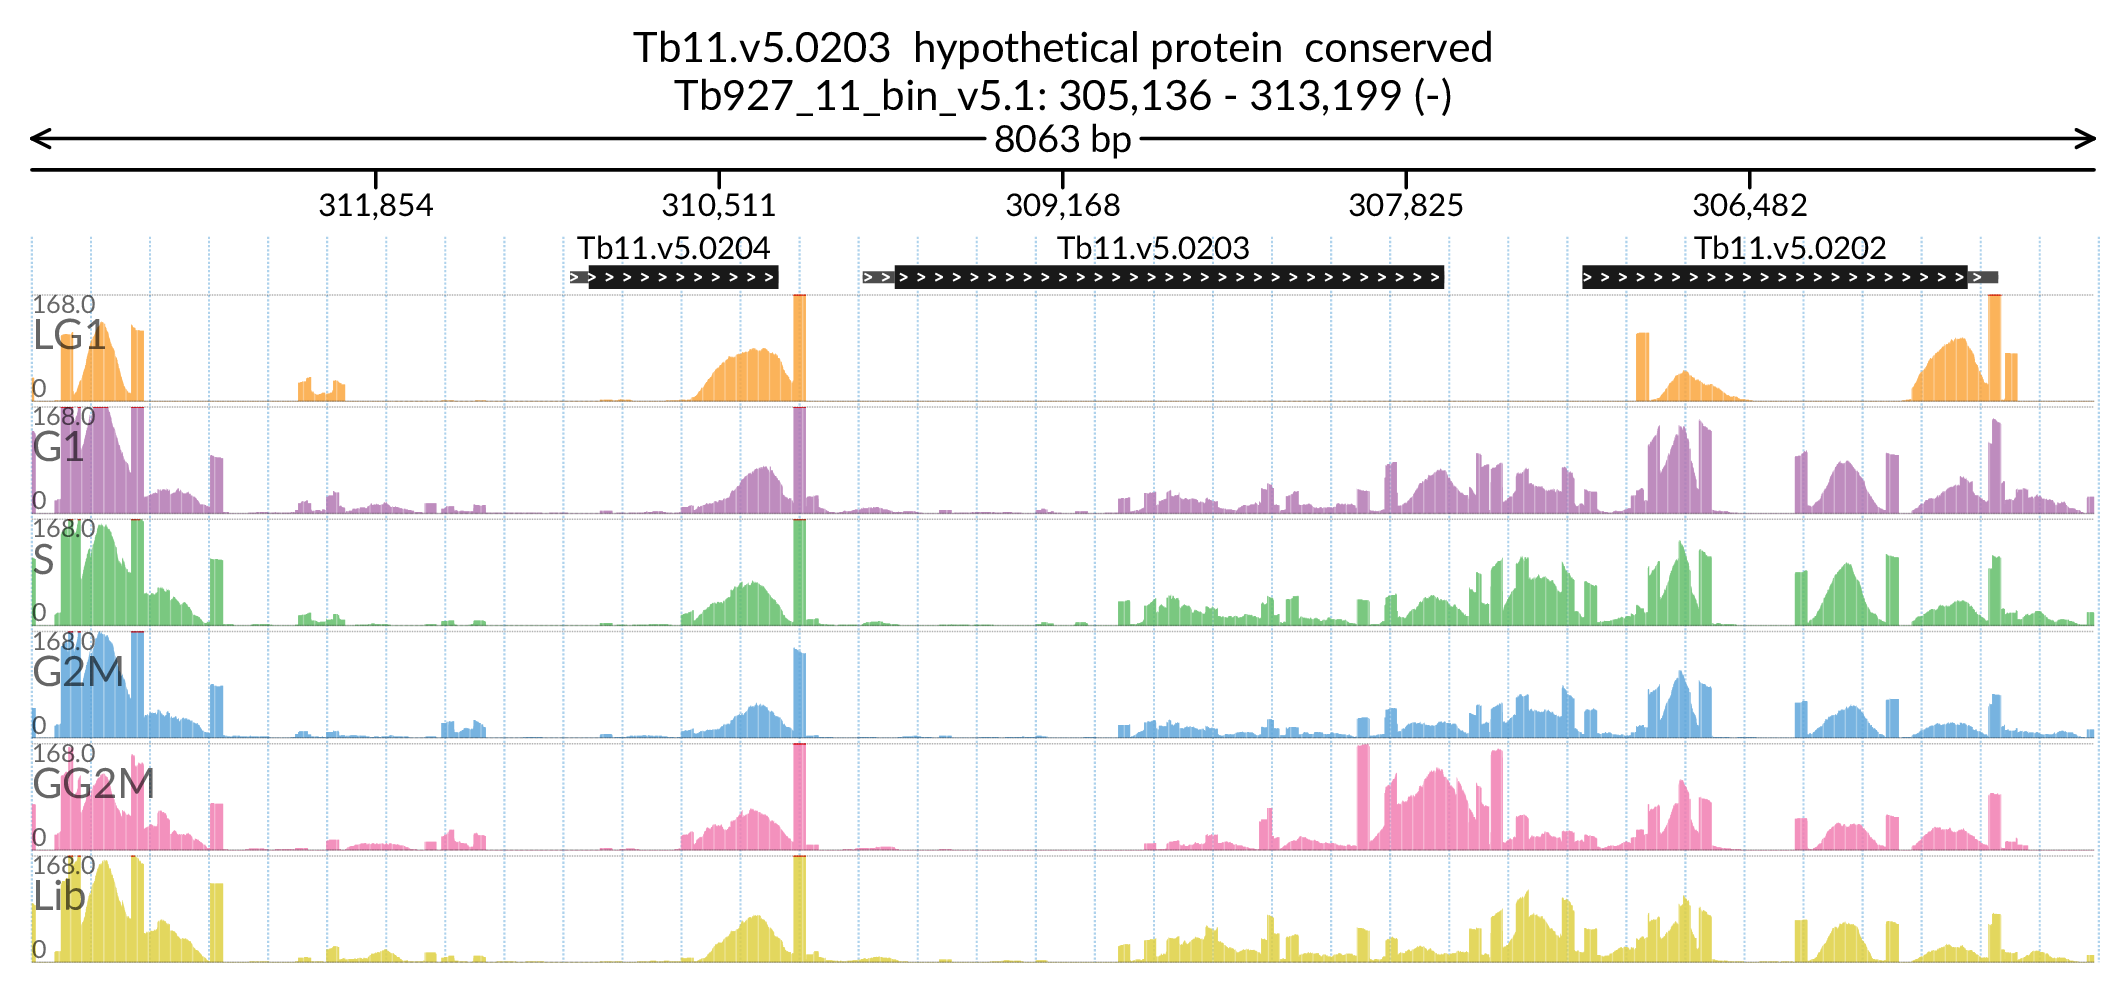 Tb11.v5.0203 hypothetical protein conserved
Tb927_11_bin_v5.1: 305,136 - 313,199 (-)
8063 bp
311,854 310,511 309,168 307,825 306,482
Tb11.v5.0204 Tb11.v5.0203 Tb11.v5.0202
168.0
LG1
0
168.0
G1
0
168.0
S
0
168.0
G2M
0
168.0
GG2M
0
168.0
Lib
0